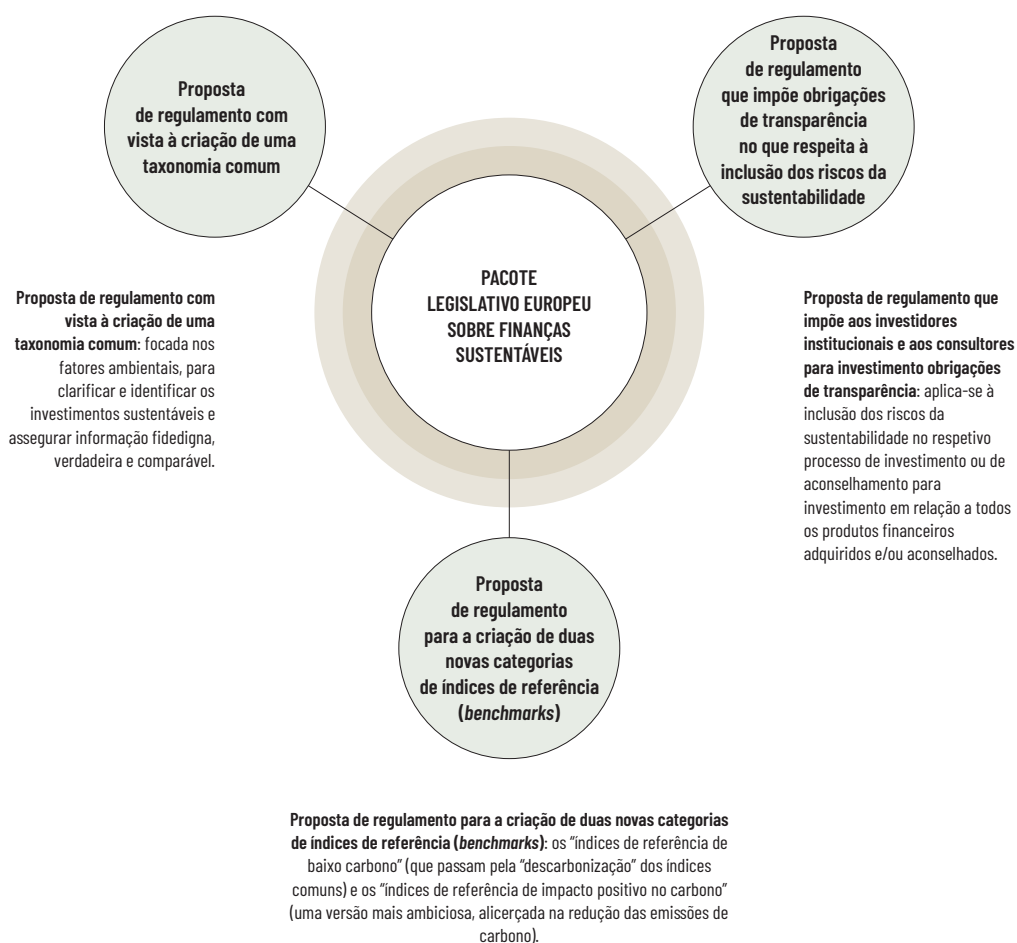 Proposta
de regulamento com
vista à criação de uma
taxonomia comum
Proposta
de regulamento
que impõe obrigações
de transparência
no que respeita à
inclusão dos riscos da
sustentabilidade
PACOTE
LEGISLATIVO EUROPEU
SOBRE FINANÇAS
SUSTENTÁVEIS
Proposta de regulamento com
vista à criação de uma
taxonomia comum: focada nos
fatores ambientais, para
clarificar e identificar os
investimentos sustentáveis e
assegurar informação fidedigna,
verdadeira e comparável.
Proposta de regulamento que
impõe aos investidores
institucionais e aos consultores
para investimento obrigações
de transparência: aplica-se à
inclusão dos riscos da
sustentabilidade no respetivo
processo de investimento ou de
aconselhamento para
investimento em relação a todos
os produtos financeiros
adquiridos e/ou aconselhados.
Proposta
de regulamento
para a criação de duas
novas categorias
de índices de referência
(benchmarks)
Proposta de regulamento para a criação de duas novas categorias
de índices de referência (benchmarks): os “índices de referência de
baixo carbono” (que passam pela “descarbonização” dos índices
comuns) e os “índices de referência de impacto positivo no carbono”
(uma versão mais ambiciosa, alicerçada na redução das emissões de
carbono).